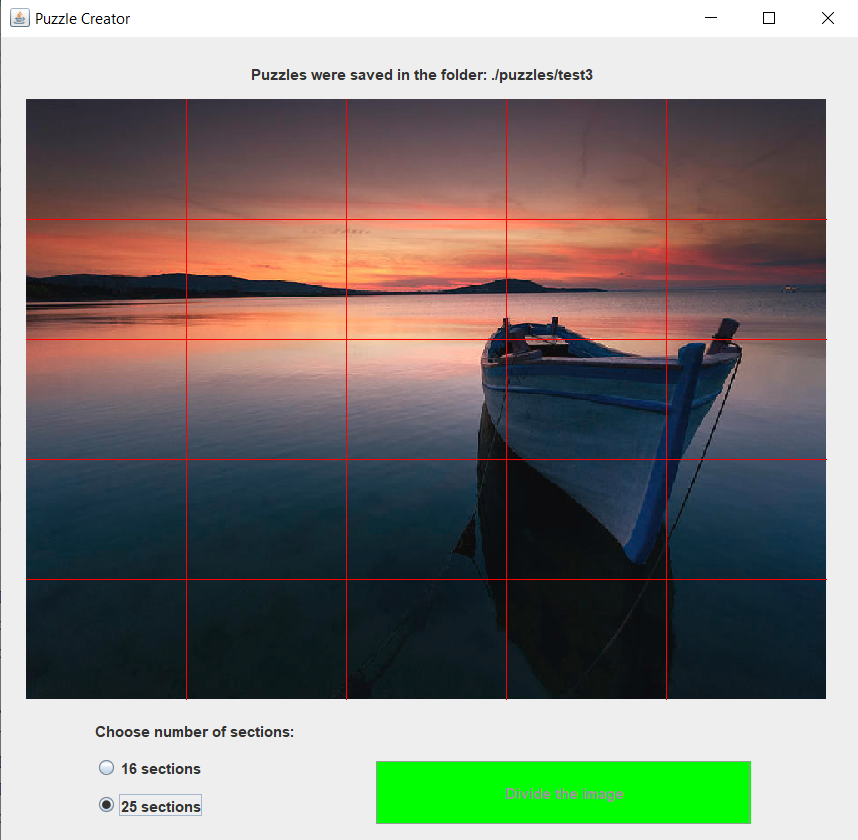 Puzzle Creator
Puzzles were saved in the folder: ./puzzles/test3
Choose number of sections:
16 sections
25 sections
Divide the image